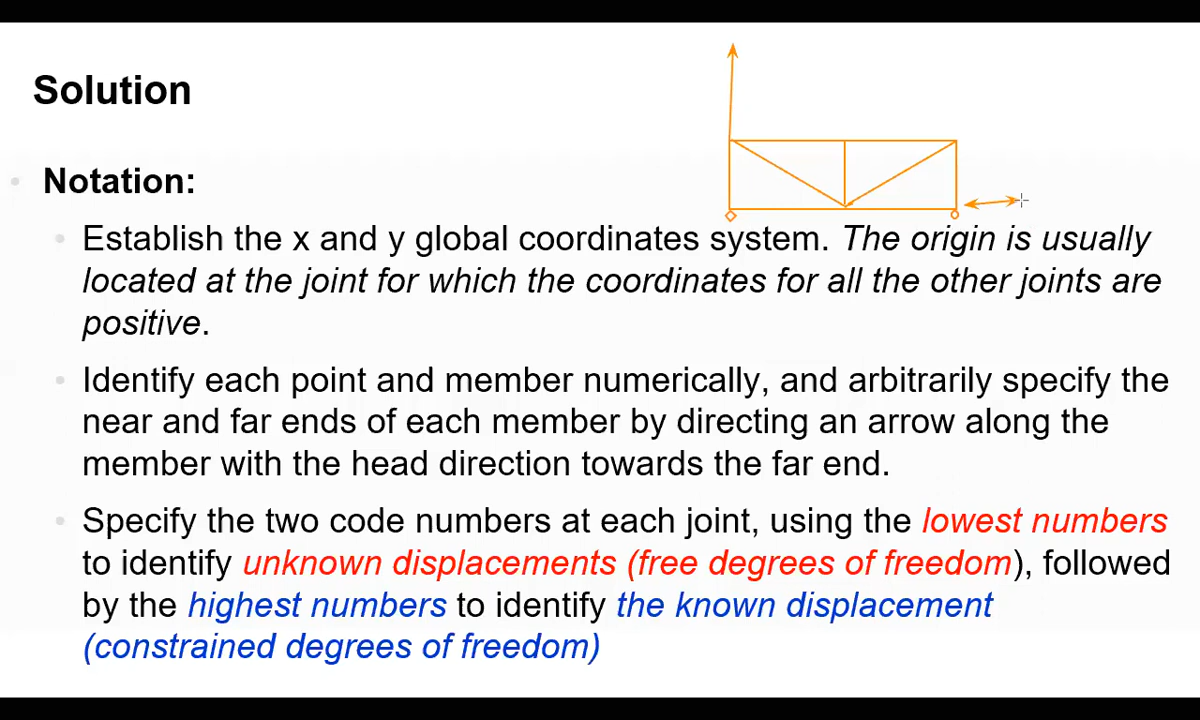 Solution
Notation:
Establish the x and y global coordinates system. The origin is usually
located at the joint for which the coordinates for all the other joints are
positive.
Identify each point and member numerically, and arbitrarily specify the
near and far ends of each member by directing an arrow along the
member with the head direction towards the far end.
Specify the two code numbers at each joint, using the lowest numbers
to identify unknown displacements (free degrees of freedom), followed
by the highest numbers to identify the known displacement
(constrained degrees of freedom)